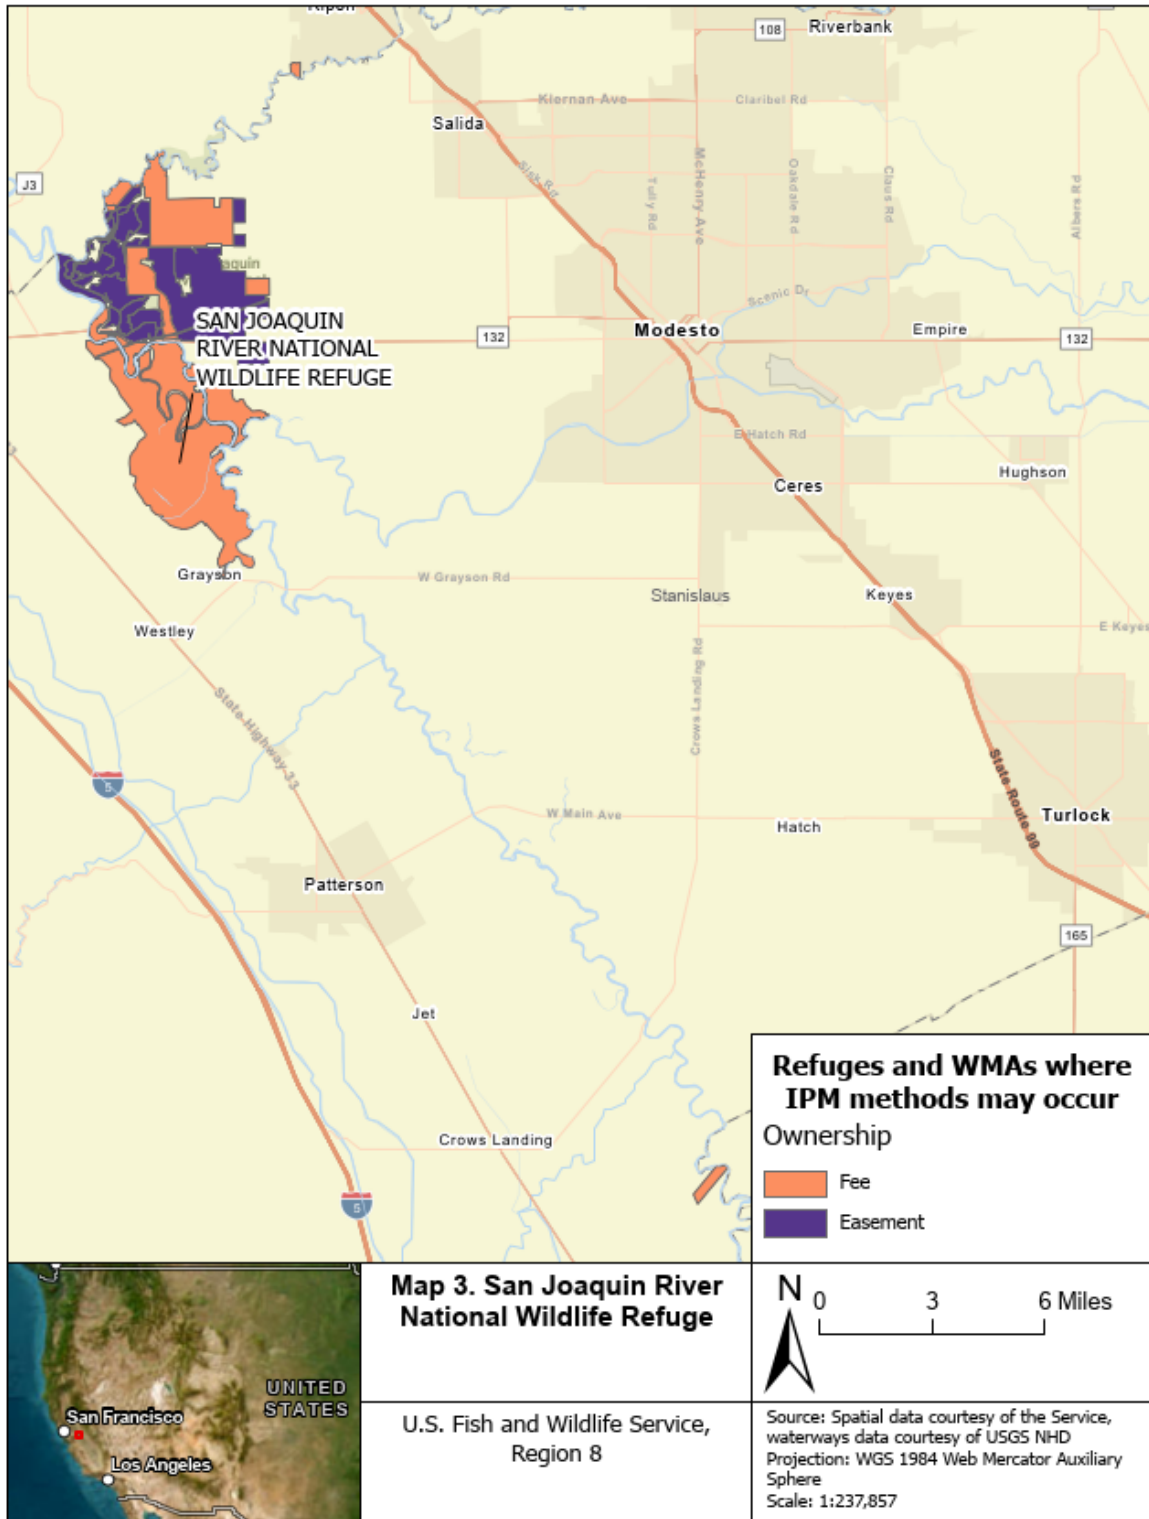 Ripon
108
Riverbank
Kiernan Ave
Claribel Rd
Salida
Sisk Rd
Tully Rd
McHenry Ave
Oakdale Rd
Claus Rd
Albers Rd
J3
aquin
SAN JOAQUIN
RIVER NATIONAL
WILDLIFE REFUGE
132
Scenic Dr
Modesto
Empire
132
E Hatch Rd
Hughson
Ceres
Grayson
W Grayson Rd
Stanislaus
Keyes
Westley
E Keyes
State Highway 33
Crows Landing Rd
5
State Route 99
W Main Ave
Hatch
Turlock
Patterson
165
Jet
Crows Landing
5
Refuges and WMAs where
IPM methods may occur
Ownership
Fee
Easement
Map 3. San Joaquin River
National Wildlife Refuge
U.S. Fish and Wildlife Service,
Region 8
N
0 3 6 Miles
Source: Spatial data courtesy of the Service,
waterways data courtesy of USGS NHD
Projection: WGS 1984 Web Mercator Auxiliary
Sphere
Scale: 1:237,857
UNITED
STATES
San Francisco
Los Angeles